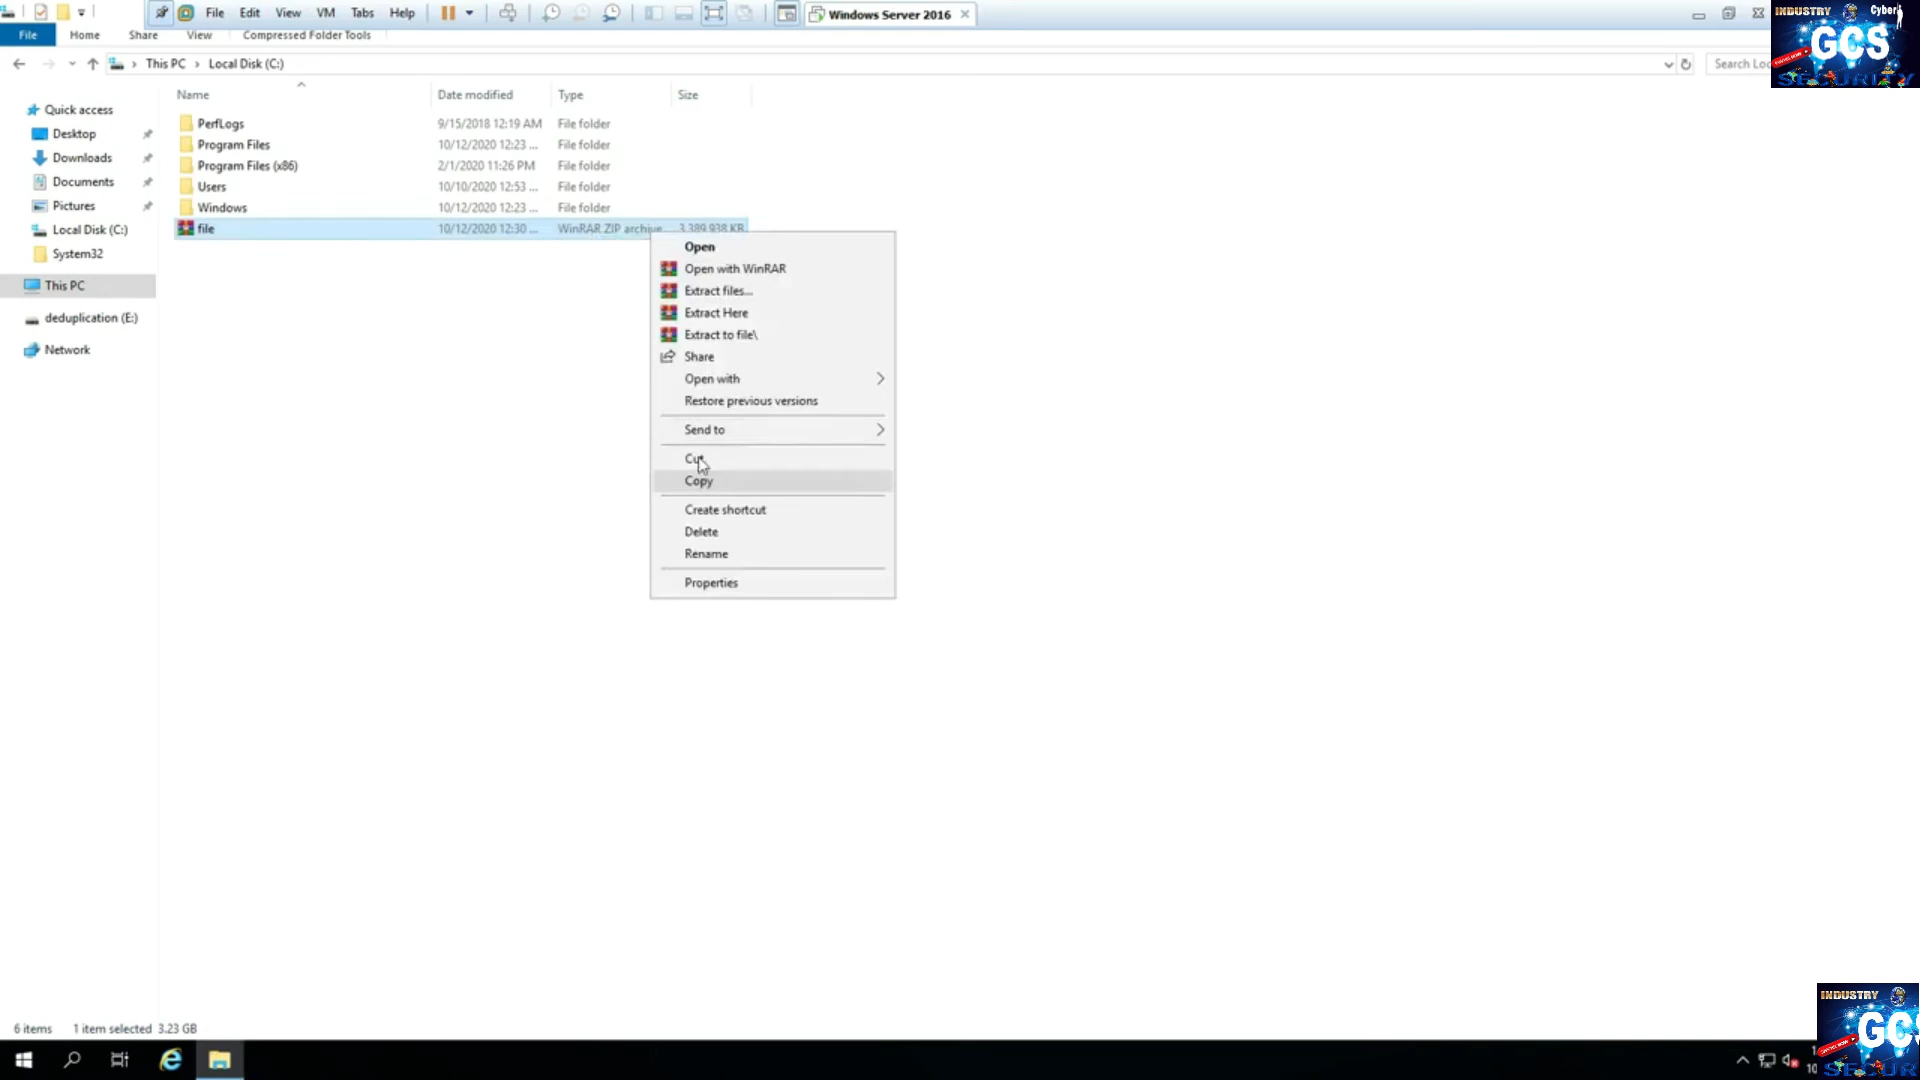 File Edit View VM Tabs Help Windows Server 2016
INDUSTRY Cyber
GCS
SECURITY
File Home Share View Compressed Folder Tools
This PC Local Disk (C:) Search Loc
Name Date modified Type Size
Quick access
Desktop
Downloads
Documents
Pictures
Local Disk (C:)
System32
This PC
deduplication (E:)
Network
PerfLogs 9/15/2018 12:19 AM File folder
Program Files 10/12/2020 12:23 ... File folder
Program Files (x86) 2/1/2020 11:26 PM File folder
Users 10/10/2020 12:53 ... File folder
Windows 10/12/2020 12:23 ... File folder
file 10/12/2020 12:30 ... WinRAR ZIP archive 3,389,938 KB
Open
Open with WinRAR
Extract files...
Extract Here
Extract to file\
Share
Open with
Restore previous versions
Send to
Cut
Copy
Create shortcut
Delete
Rename
Properties
6 items 1 item selected 3.23 GB
INDUSTRY
GCS
SECUR